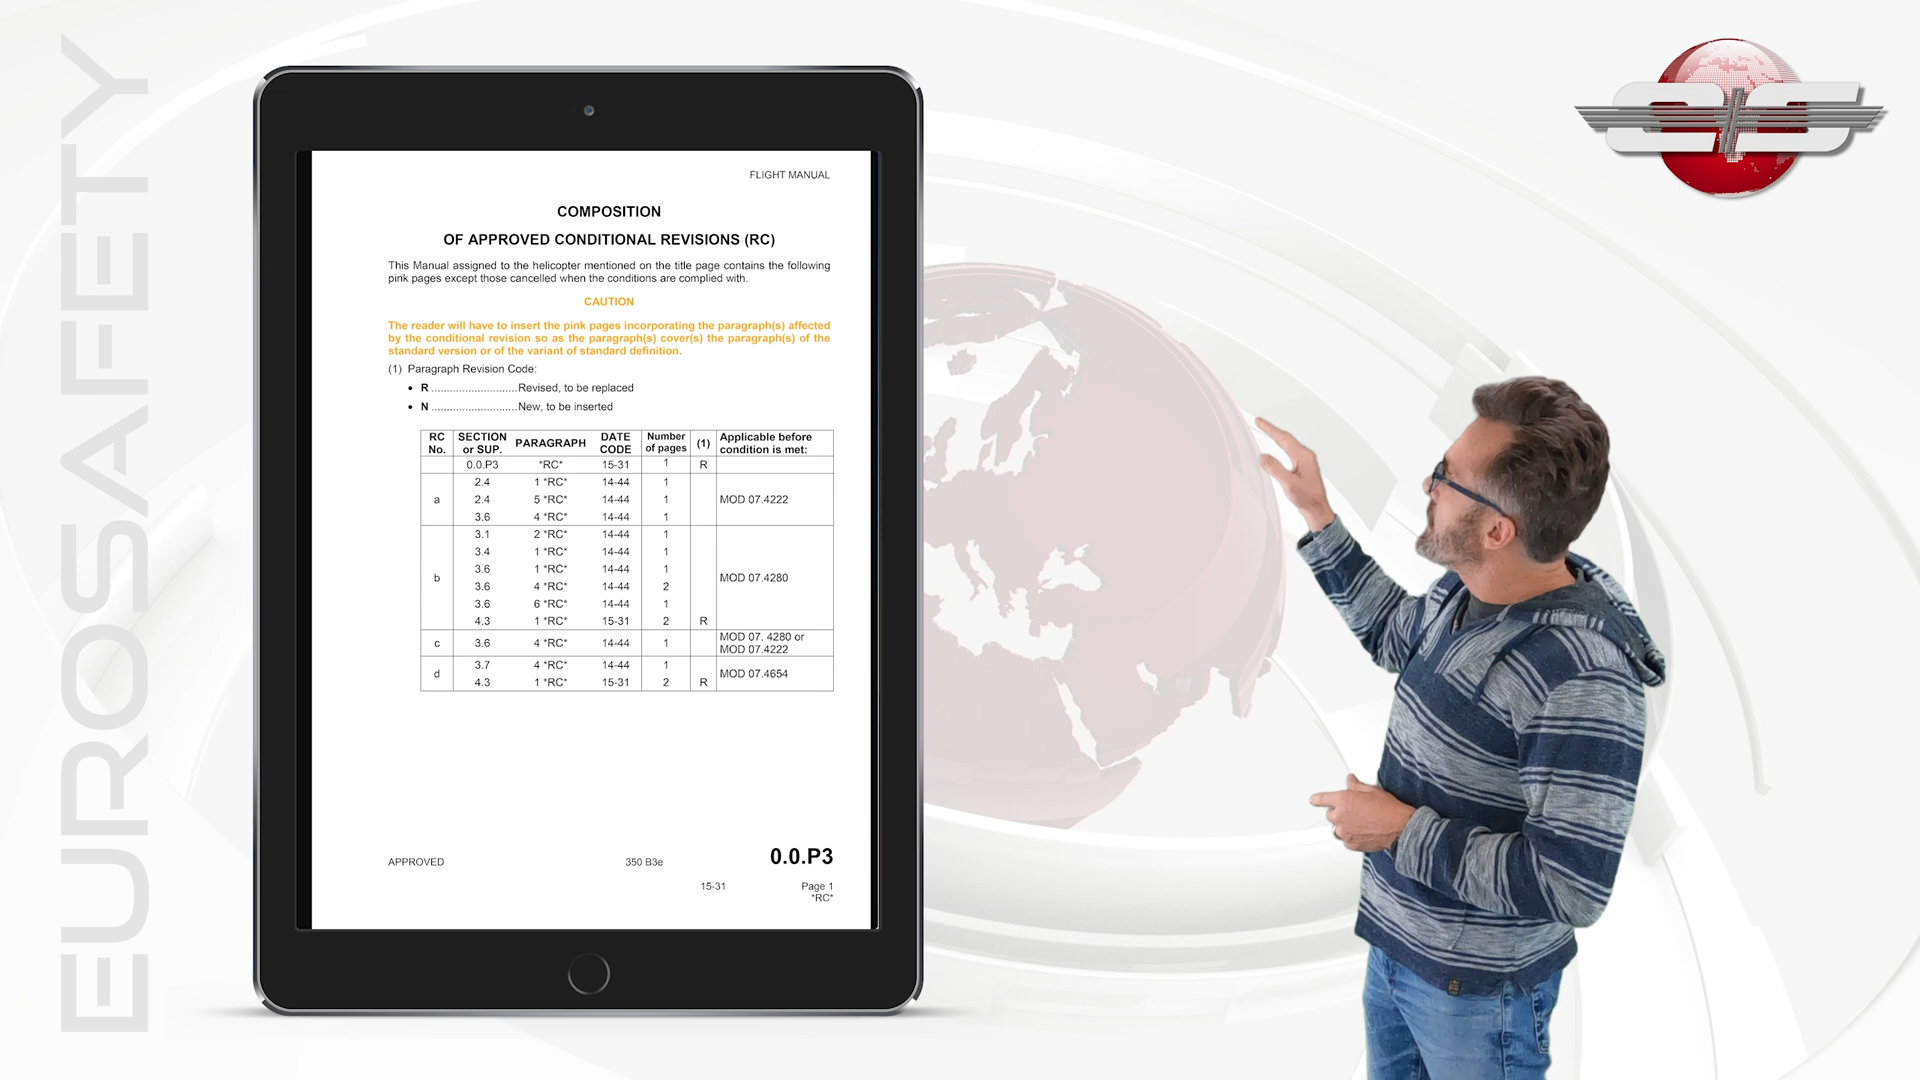 EUROSAFETY
FLIGHT MANUAL
COMPOSITION
OF APPROVED CONDITIONAL REVISIONS (RC)
This Manual assigned to the helicopter mentioned on the title page contains the following
pink pages except those cancelled when the conditions are complied with.
CAUTION
The reader will have to insert the pink pages incorporating the paragraph(s) affected
by the conditional revision so as the paragraph(s) cover(s) the paragraph(s) of the
standard version or of the variant of standard definition.
(1) Paragraph Revision Code:
• R ............................Revised, to be replaced
• N ............................New, to be inserted
RC No. SECTION or SUP. PARAGRAPH DATE CODE Number of pages (1) Applicable before condition is met:
0.0.P3 *RC* 15-31 1 R
a 2.4 1 *RC* 14-44 1 MOD 07.4222
2.4 5 *RC* 14-44 1
3.6 4 *RC* 14-44 1
b 3.1 2 *RC* 14-44 1 MOD 07.4280
3.4 1 *RC* 14-44 1
3.6 1 *RC* 14-44 1
3.6 4 *RC* 14-44 2
3.6 6 *RC* 14-44 1
4.3 1 *RC* 15-31 2 R
c 3.6 4 *RC* 14-44 1 MOD 07. 4280 or MOD 07.4222
d 3.7 4 *RC* 14-44 1 MOD 07.4654
4.3 1 *RC* 15-31 2 R
APPROVED 350 B3e 0.0.P3
15-31 Page 1
*RC*